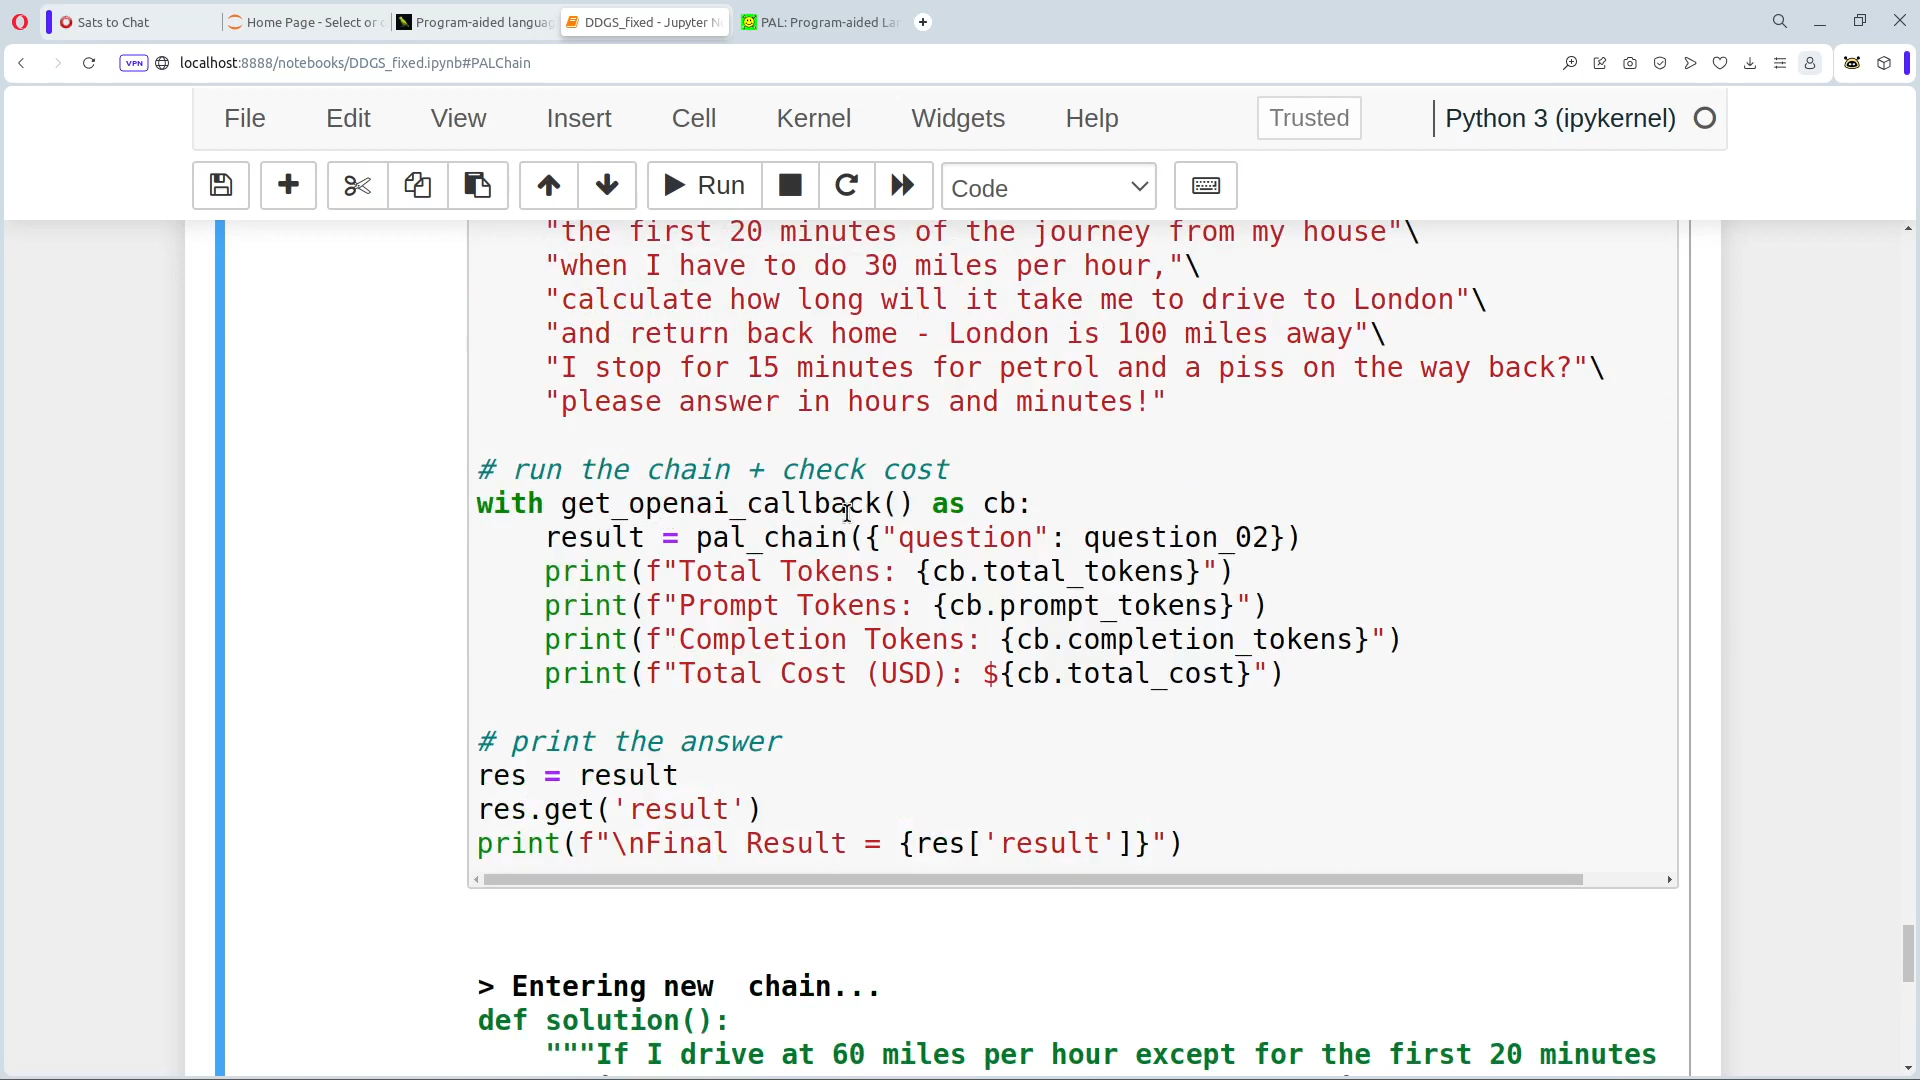 Sats to Chat
Home Page - Select or c
Program-aided languag
DDGS_fixed - Jupyter N
PAL: Program-aided La
VPN
localhost:8888/notebooks/DDGS_fixed.ipynb#PALChain
File Edit View Insert Cell Kernel Widgets Help Trusted Python 3 (ipykernel)
Run Code
"the first 20 minutes of the journey from my house"\
"when I have to do 30 miles per hour,"\
"calculate how long will it take me to drive to London"\
"and return back home - London is 100 miles away"\
"I stop for 15 minutes for petrol and a piss on the way back?"\
"please answer in hours and minutes!"
# run the chain + check cost
with get_openai_callback() as cb:
result = pal_chain({"question": question_02})
print(f"Total Tokens: {cb.total_tokens}")
print(f"Prompt Tokens: {cb.prompt_tokens}")
print(f"Completion Tokens: {cb.completion_tokens}")
print(f"Total Cost (USD): ${cb.total_cost}")
# print the answer
res = result
res.get('result')
print(f"\nFinal Result = {res['result']}")
> Entering new  chain...
def solution():
"""If I drive at 60 miles per hour except for the first 20 minutes